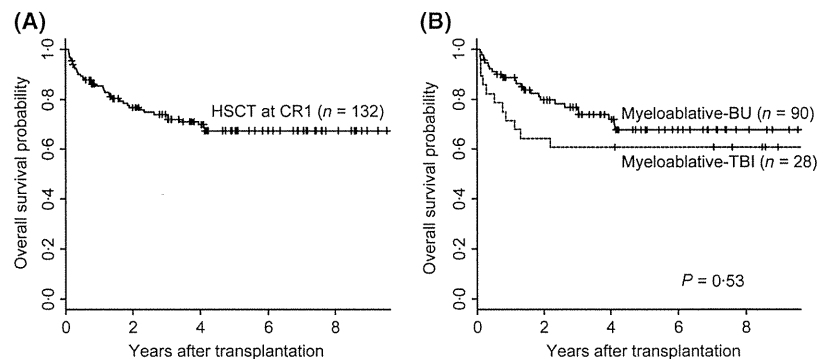 (A)
Overall survival probability
1·0
0·8
0·6
0·4
0·2
0·0
HSCT at CR1 (n = 132)
0 2 4 6 8
Years after transplantation
(B)
Overall survival probability
1·0
0·8
0·6
0·4
0·2
0·0
Myeloablative-BU (n = 90)
Myeloablative-TBI (n = 28)
P = 0·53
0 2 4 6 8
Years after transplantation